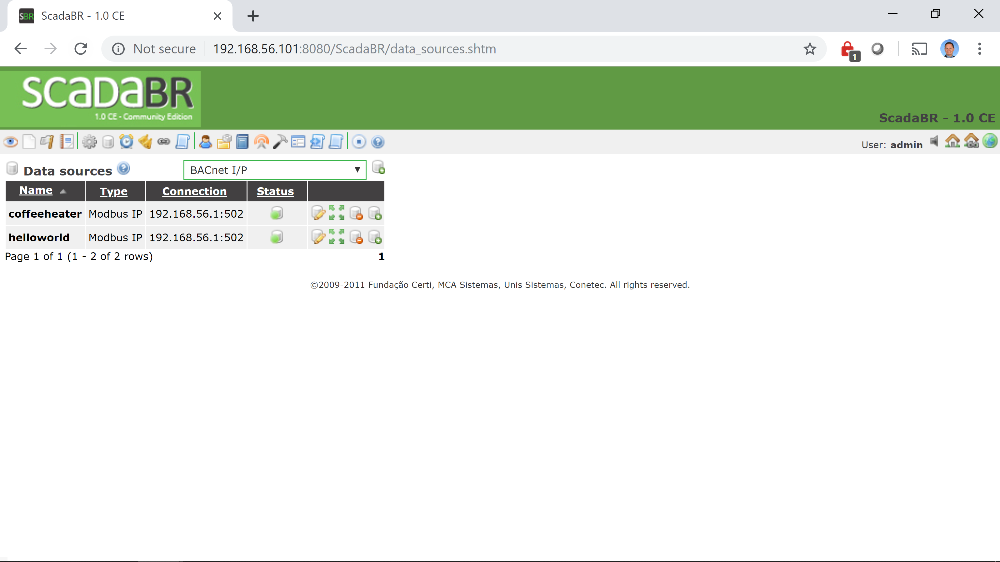 SBR ScadaBR - 1.0 CE
Not secure 192.168.56.101:8080/ScadaBR/data_sources.shtm
1
scaDaBR
1.0 CE - Community Edition
ScadaBR - 1.0 CE
User: admin
Data sources BACnet I/P
Name Type Connection Status
coffeeheater Modbus IP 192.168.56.1:502
helloworld Modbus IP 192.168.56.1:502
Page 1 of 1 (1 - 2 of 2 rows) 1
©2009-2011 Fundação Certi, MCA Sistemas, Unis Sistemas, Conetec. All rights reserved.